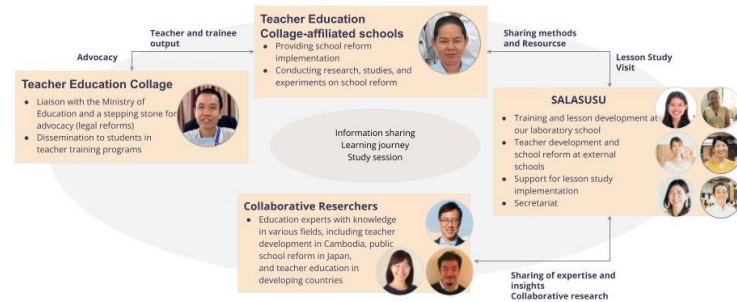 Teacher and trainee
output
Advocacy
Teacher Education
Collage-affiliated schools
● Providing school reform
implementation
● Conducting research, studies, and
experiments on school reform
Sharing methods
and Resourcse
Lesson Study
Visit
Teacher Education Collage
● Liaison with the Ministry of
Education and a stepping stone for
advocacy (legal reforms)
● Dissemination to students in
teacher training programs
Information sharing
Learning journey
Study session
SALASUSU
● Training and lesson development at
our laboratory school
● Teacher development and
school reform at external
schools
● Support for lesson study
implementation
● Secretariat
Collaborative Reserchers
● Education experts with knowledge
in various fields, including teacher
development in Cambodia, public
school reform in Japan,
and teacher education in
developing countries
Sharing of expertise and
insights
Collaborative research